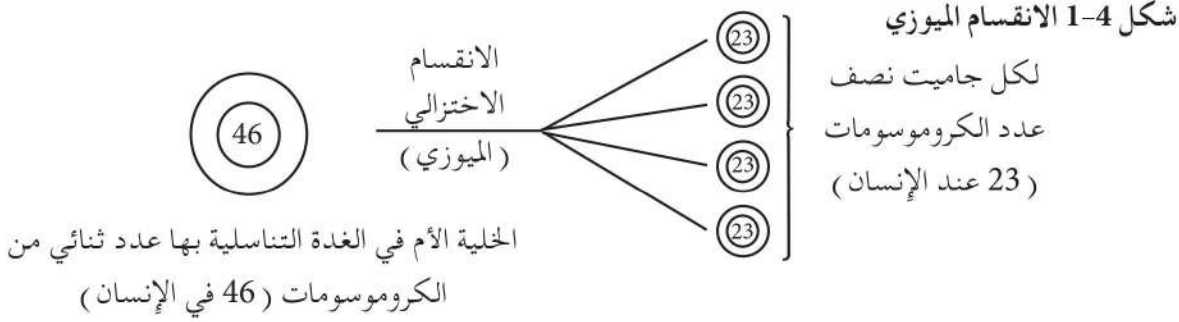 شكل 4-1 الانقسام الميوزي
لكل جاميت نصف
عدد الكروموسومات
(23 عند الإنسان)
23
23
23
23
الانقسام
الاختزالي
(الميوزي)
46
الخلية الأم في الغدة التناسلية بها عدد ثنائي من
الكروموسومات (46 في الإنسان)